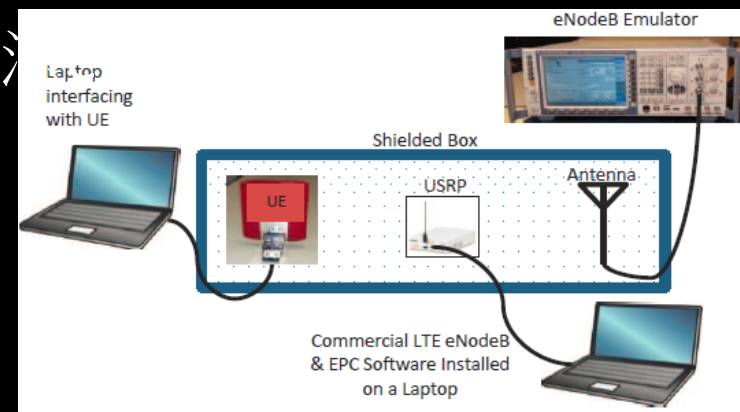 eNodeB Emulator
Laptop
interfacing
with UE
Shielded Box
UE
USRP
Antenna
Commercial LTE eNodeB
& EPC Software Installed
on a Laptop